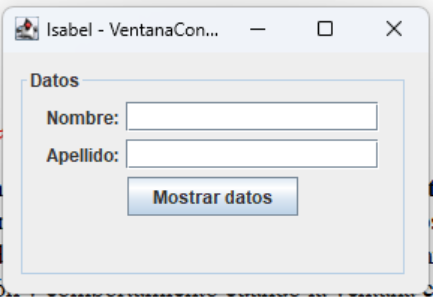 Isabel - VentanaCon...
Datos
Nombre:
Apellido:
Mostrar datos